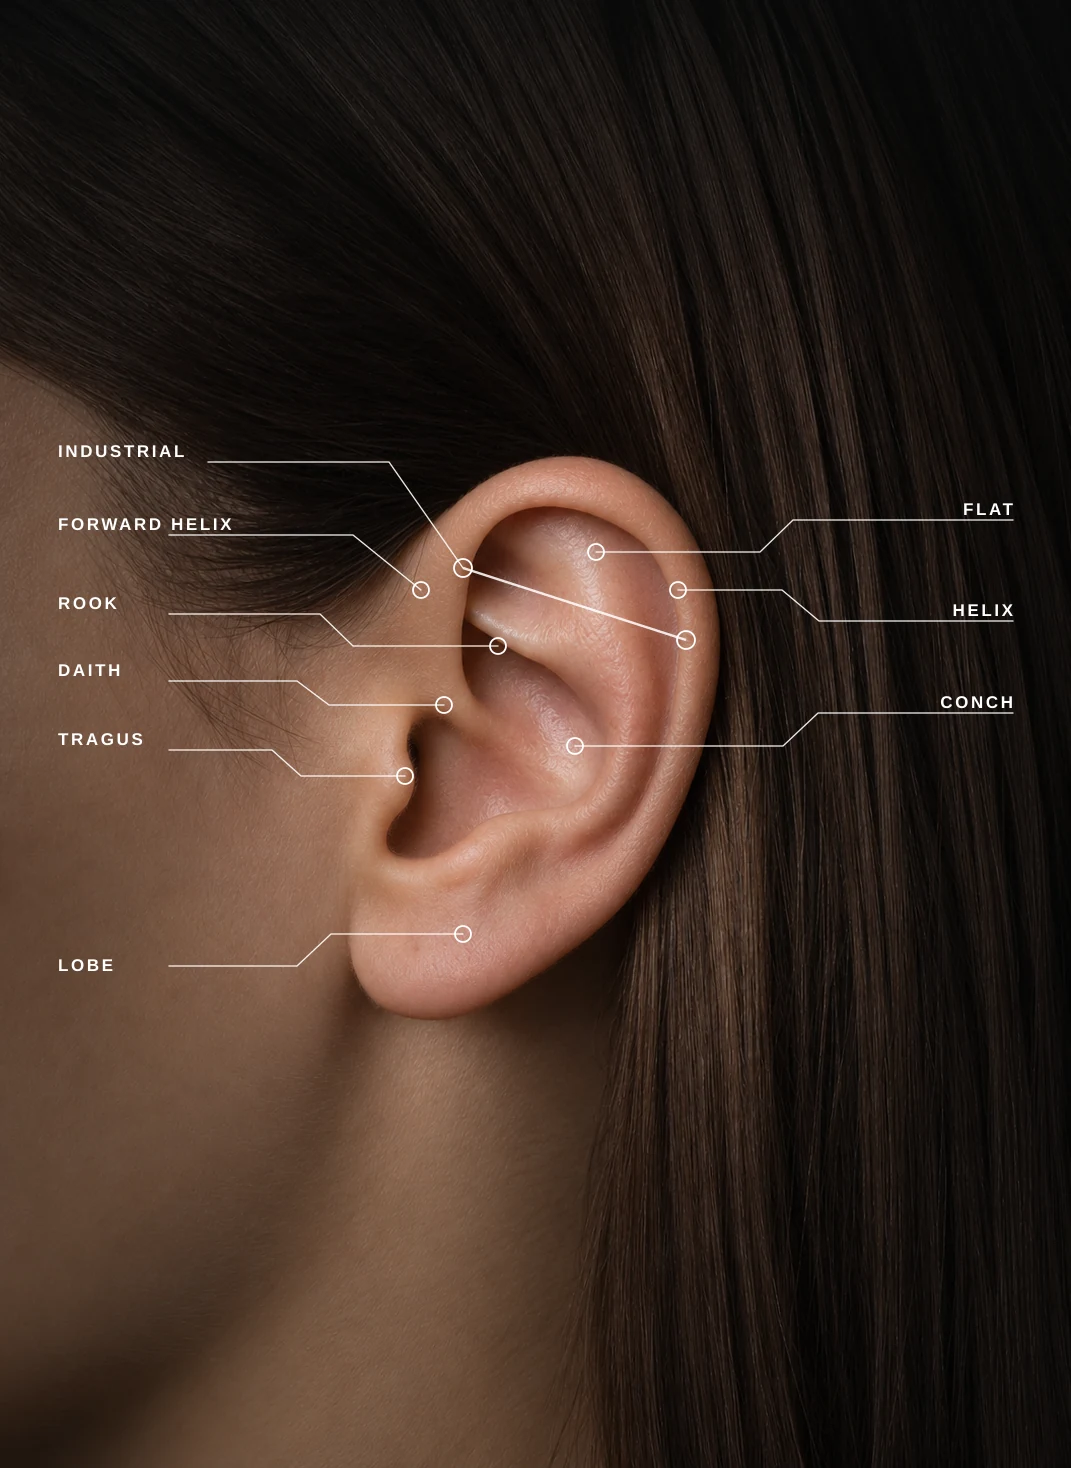 INDUSTRIAL
FORWARD HELIX
ROOK
DAITH
TRAGUS
LOBE
FLAT
HELIX
CONCH